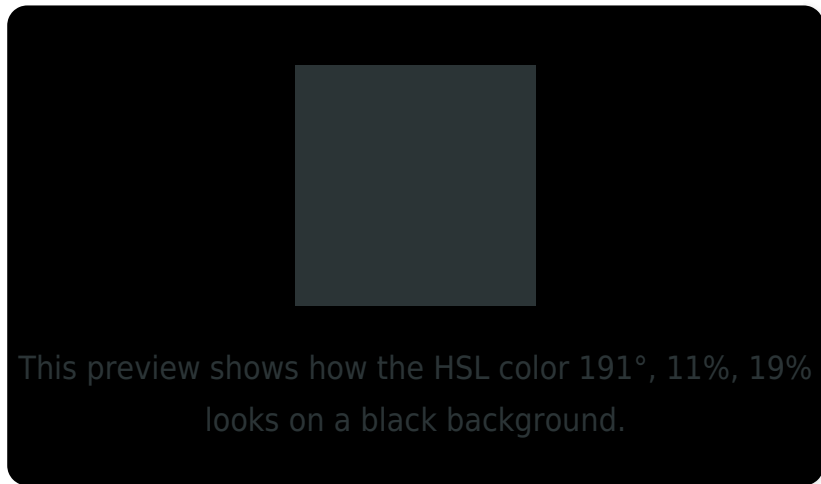 This preview shows how the HSL color 191°, 11%, 19%
looks on a black background.